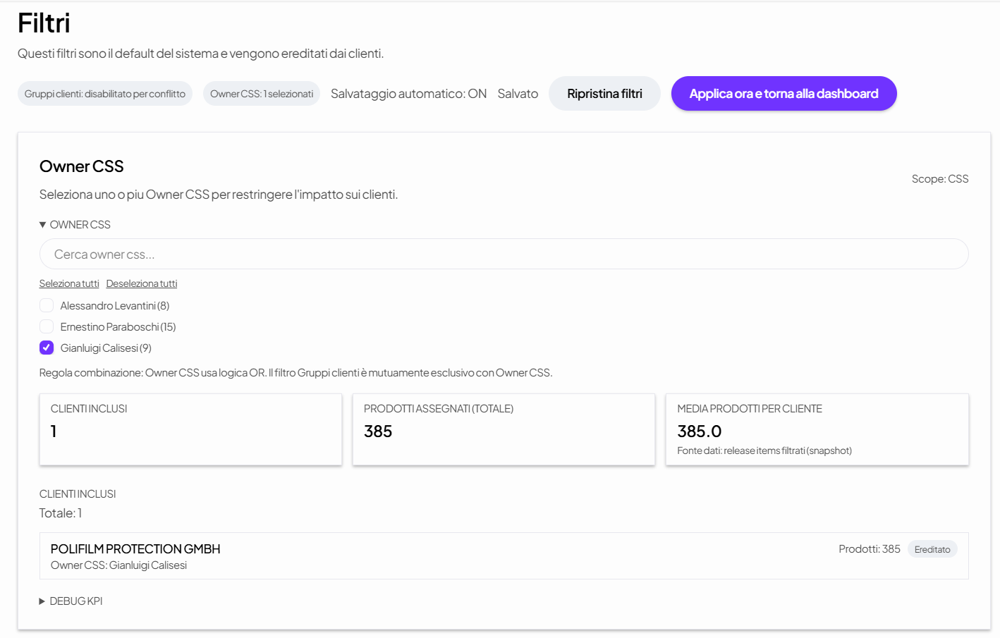 Filtri
Questi filtri sono il default del sistema e vengono ereditati dai clienti.
Gruppi clienti: disabilitato per conflitto
Owner CSS: 1 selezionati
Salvataggio automatico: ON
Salvato
Ripristina filtri
Applica ora e torna alla dashboard
Owner CSS
Scope: CSS
Seleziona uno o piu Owner CSS per restringere l'impatto sui clienti.
OWNER CSS
Cerca owner css...
Seleziona tutti
Deseleziona tutti
Alessandro Levantini (8)
Ernestino Paraboschi (15)
Gianluigi Calisesi (9)
Regola combinazione: Owner CSS usa logica OR. Il filtro Gruppi clienti è mutuamente esclusivo con Owner CSS.
CLIENTI INCLUSI
1
PRODOTTI ASSEGNATI (TOTALE)
385
MEDIA PRODOTTI PER CLIENTE
385.0
Fonte dati: release items filtrati (snapshot)
CLIENTI INCLUSI
Totale: 1
POLIFILM PROTECTION GMBH
Prodotti: 385
Ereditato
Owner CSS: Gianluigi Calisesi
DEBUG KPI